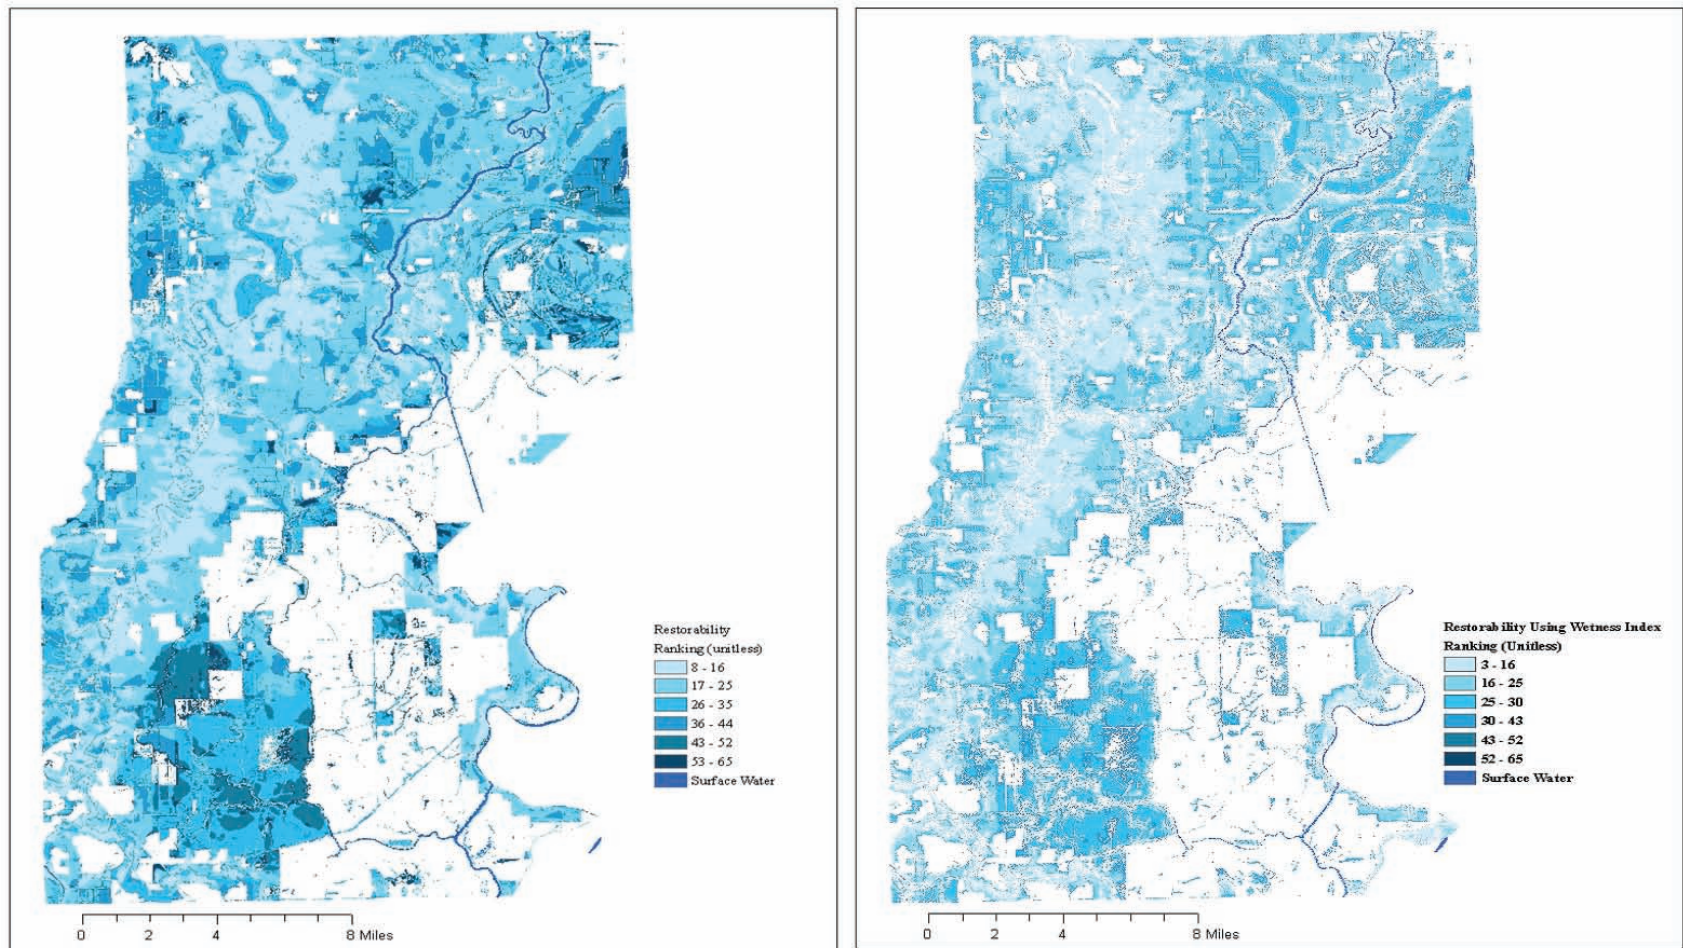 Restorability
Ranking (unitless)
8 - 16
17 - 25
26 - 35
36 - 44
43 - 52
53 - 65
Surface Water
0 2 4 8 Miles
Restorability Using Wetness Index
Ranking (Unitless)
3 - 16
16 - 25
25 - 30
30 - 43
43 - 52
52 - 65
Surface Water
0 2 4 8 Miles